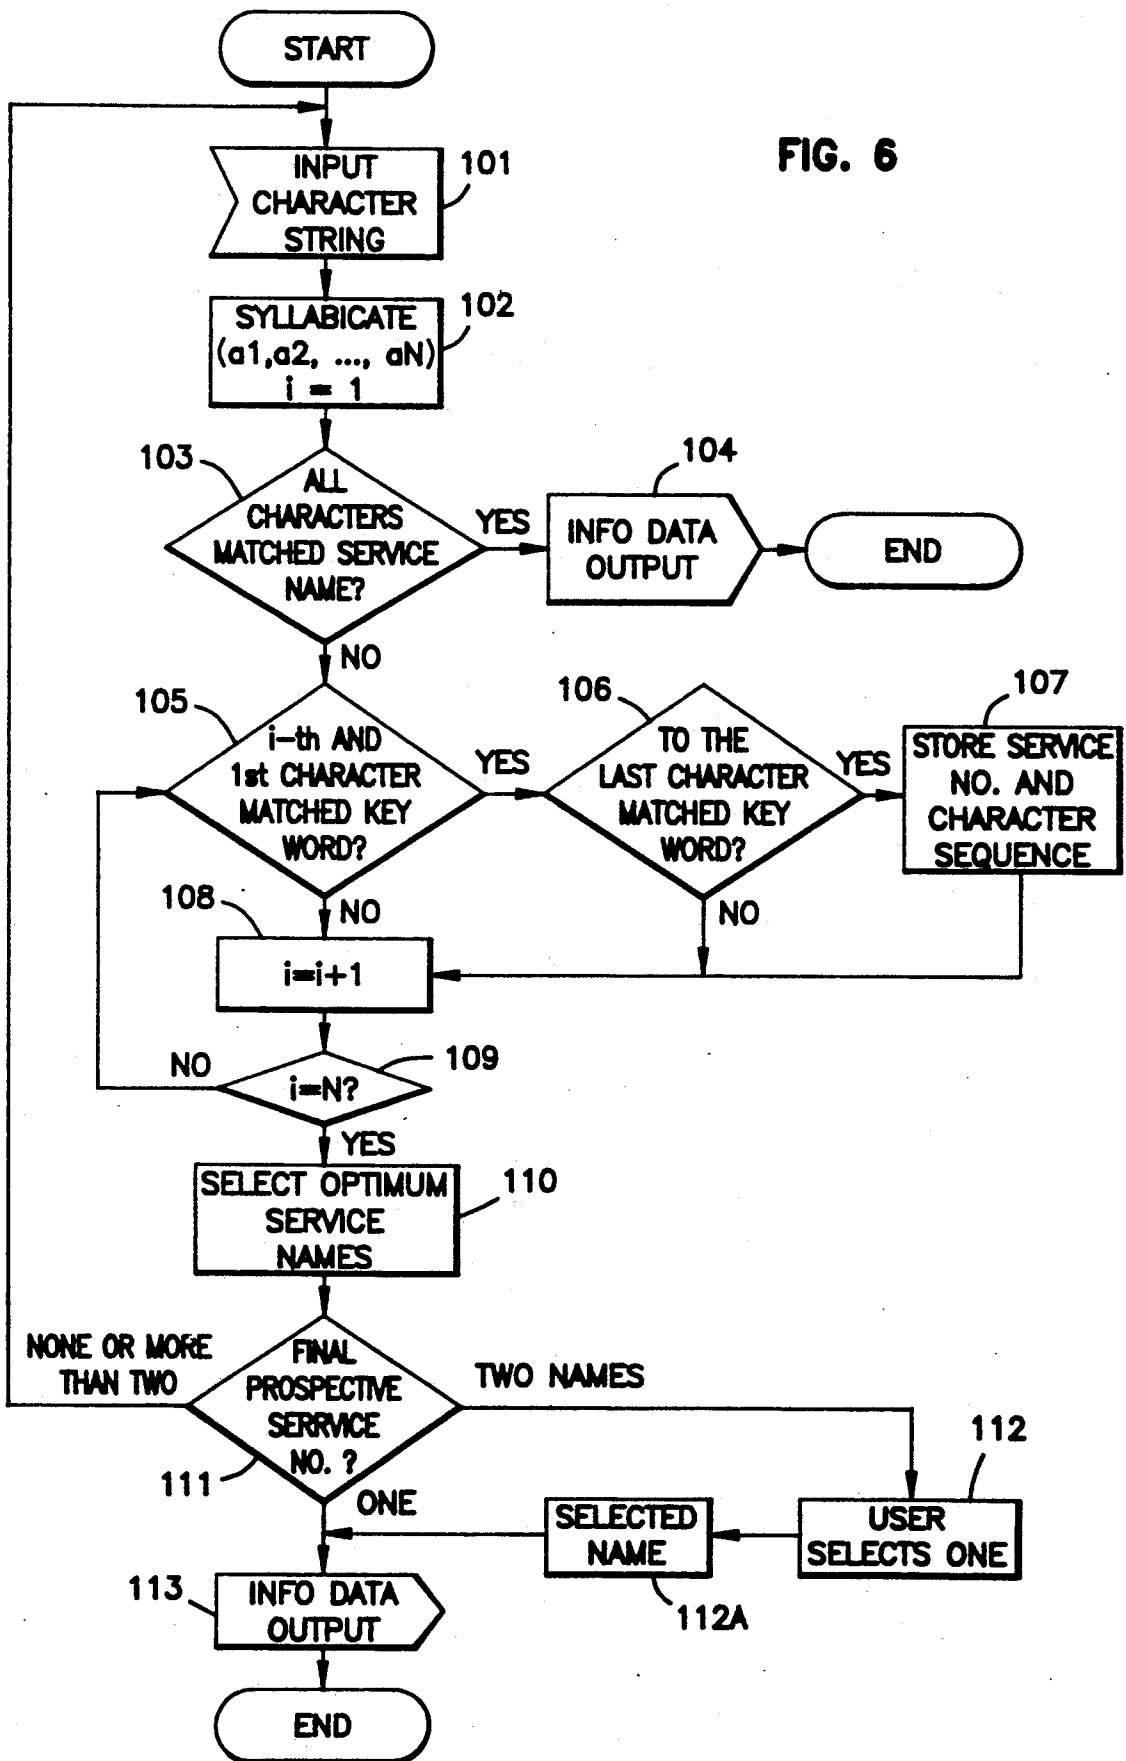 START
FIG. 6
INPUT
CHARACTER
STRING
101
SYLLABICATE
(a1,a2, ..., aN)
i = 1
102
103
ALL
CHARACTERS
MATCHED SERVICE
NAME?
YES
104
INFO DATA
OUTPUT
END
NO
105
i-th AND
1st CHARACTER
MATCHED KEY
WORD?
YES
106
TO THE
LAST CHARACTER
MATCHED KEY
WORD?
YES
107
STORE SERVICE
NO. AND
CHARACTER
SEQUENCE
NO
NO
108
i=i+1
NO
109
i=N?
YES
SELECT OPTIMUM
SERVICE
NAMES
110
NONE OR MORE
THAN TWO
FINAL
PROSPECTIVE
SERRVICE
NO. ?
111
TWO NAMES
ONE
112
USER
SELECTS ONE
SELECTED
NAME
112A
113
INFO DATA
OUTPUT
END